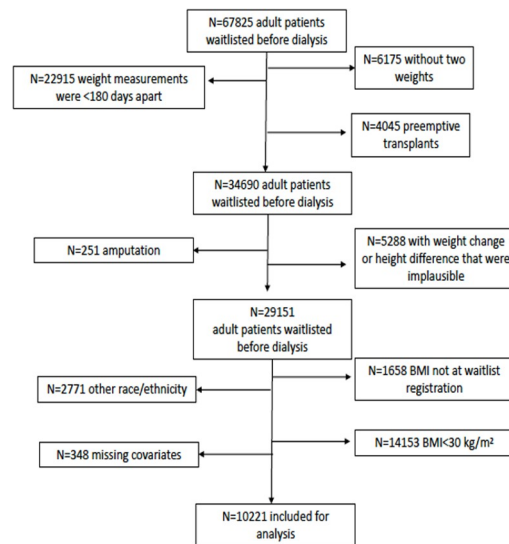 N=67825 adult patients
waitlisted before dialysis
N=6175 without two
weights
N=22915 weight measurements
were <180 days apart
N=4045 preemptive
transplants
N=34690 adult patients
waitlisted before dialysis
N=251 amputation
N=5288 with weight change
or height difference that were
implausible
N=29151
adult patients waitlisted
before dialysis
N=1658 BMI not at waitlist
registration
N=2771 other race/ethnicity
N=14153 BMI<30 kg/m²
N=348 missing covariates
N=10221 included for
analysis